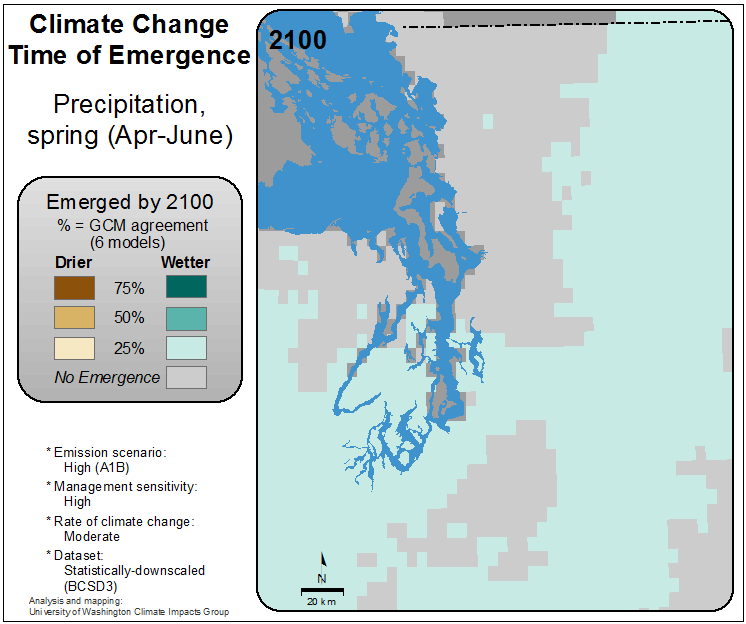 Climate Change
Time of Emergence
Precipitation,
spring (Apr-June)
Emerged by 2100
% = GCM agreement
(6 models)
Drier Wetter
75%
50%
25%
No Emergence
* Emission scenario:
High (A1B)
* Management sensitivity:
High
* Rate of climate change:
Moderate
* Dataset:
Statistically-downscaled
(BCSD3)
Analysis and mapping:
University of Washington Climate Impacts Group
2100
N
20 km